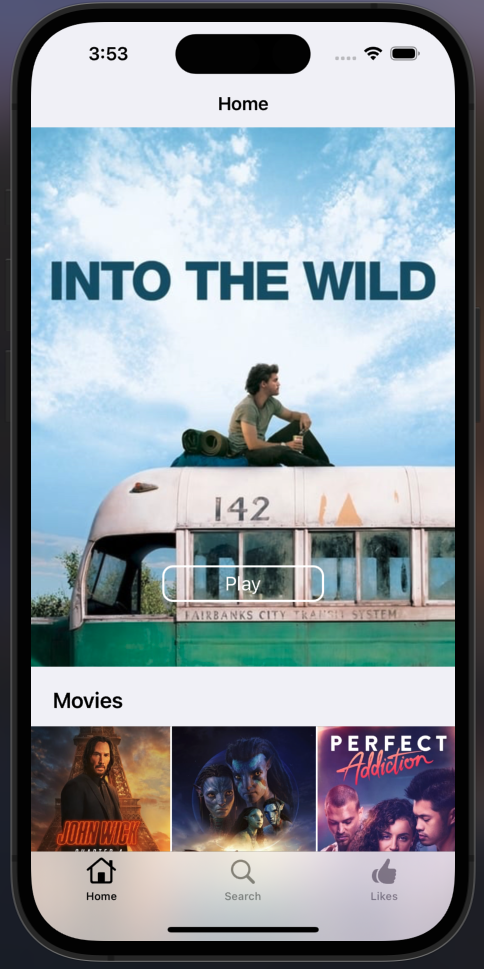 3:53
Home
INTO THE WILD
142
Play
FAIRBANKS CITY TRANSIT SYSTEM
Movies
PERFECT
Addiction
JOHN WICK
Home
Search
Likes